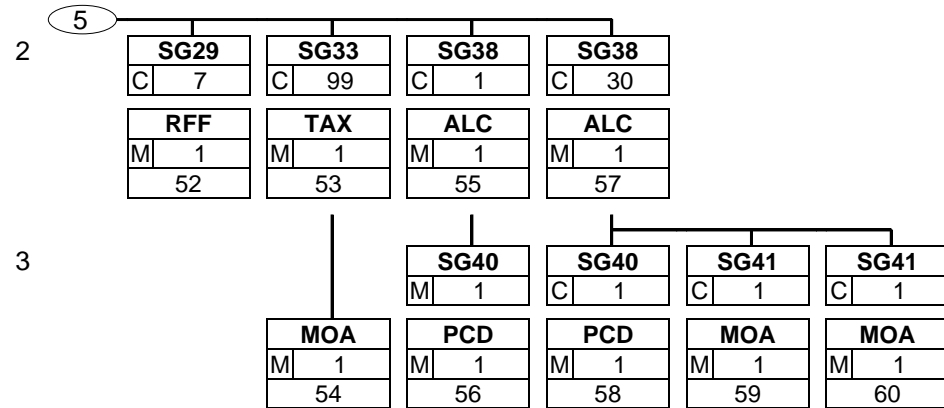 5
2
SG29 SG33 SG38 SG38
C 7 C 99 C 1 C 30
RFF TAX ALC ALC
M 1 M 1 M 1 M 1
52 53 55 57
3
SG40 SG40 SG41 SG41
M 1 C 1 C 1 C 1
MOA PCD PCD MOA MOA
M 1 M 1 M 1 M 1 M 1
54 56 58 59 60